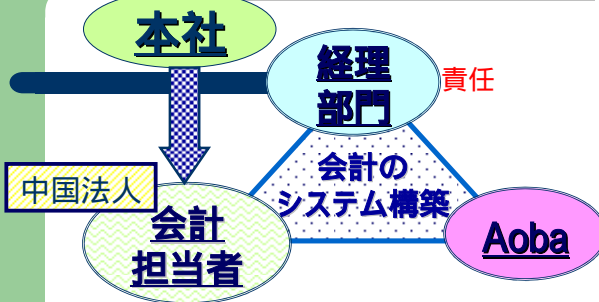 本社
経理
部門
責任
会計の
システム構築
中国法人
会計
担当者
Aoba